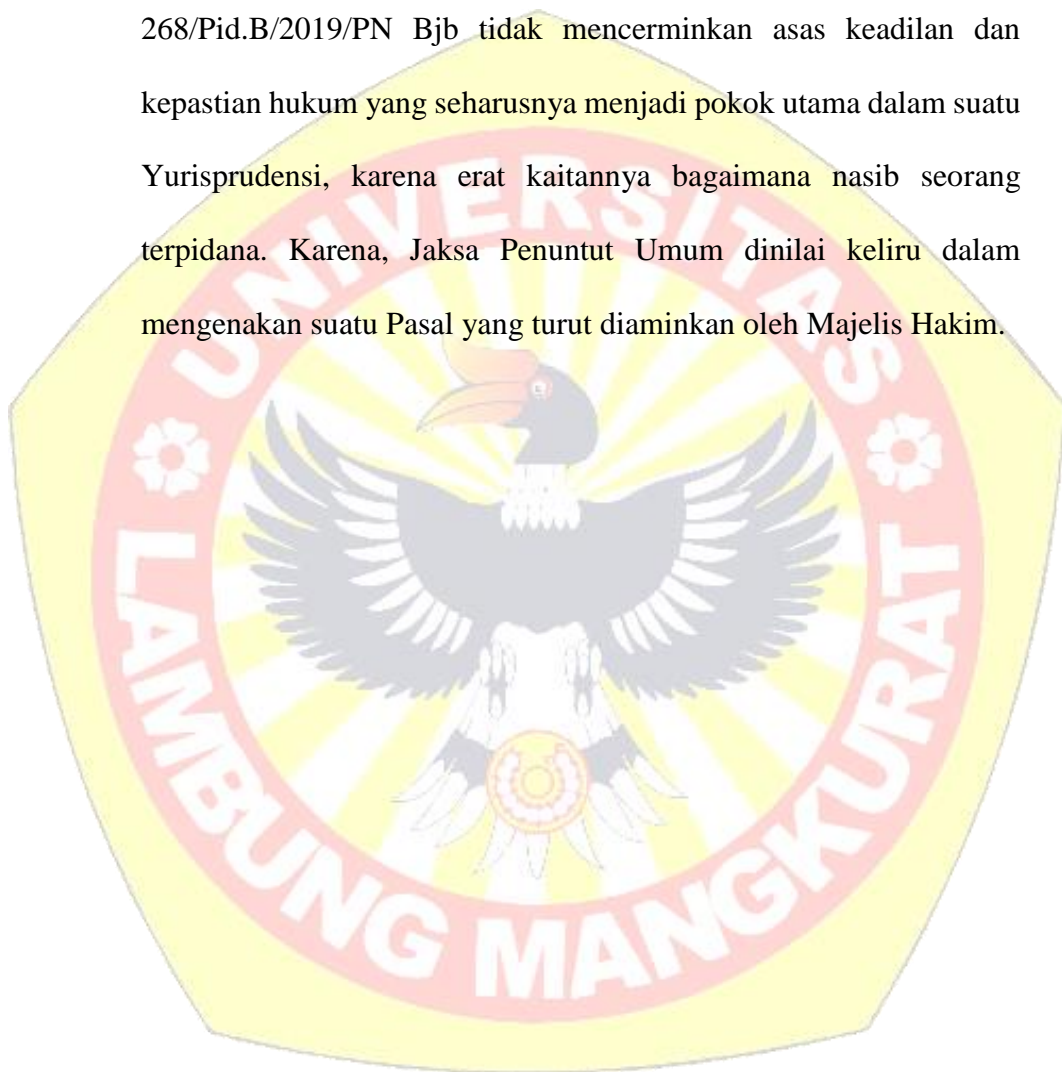 268/Pid.B/2019/PN Bjb tidak mencerminkan asas keadilan dan
kepastian hukum yang seharusnya menjadi pokok utama dalam suatu
Yurisprudensi, karena erat kaitannya bagaimana nasib seorang
terpidana. Karena, Jaksa Penuntut Umum dinilai keliru dalam
mengenakan suatu Pasal yang turut diaminkan oleh Majelis Hakim.
UNIVERSITAS
LAMBUNG MANGKURAT